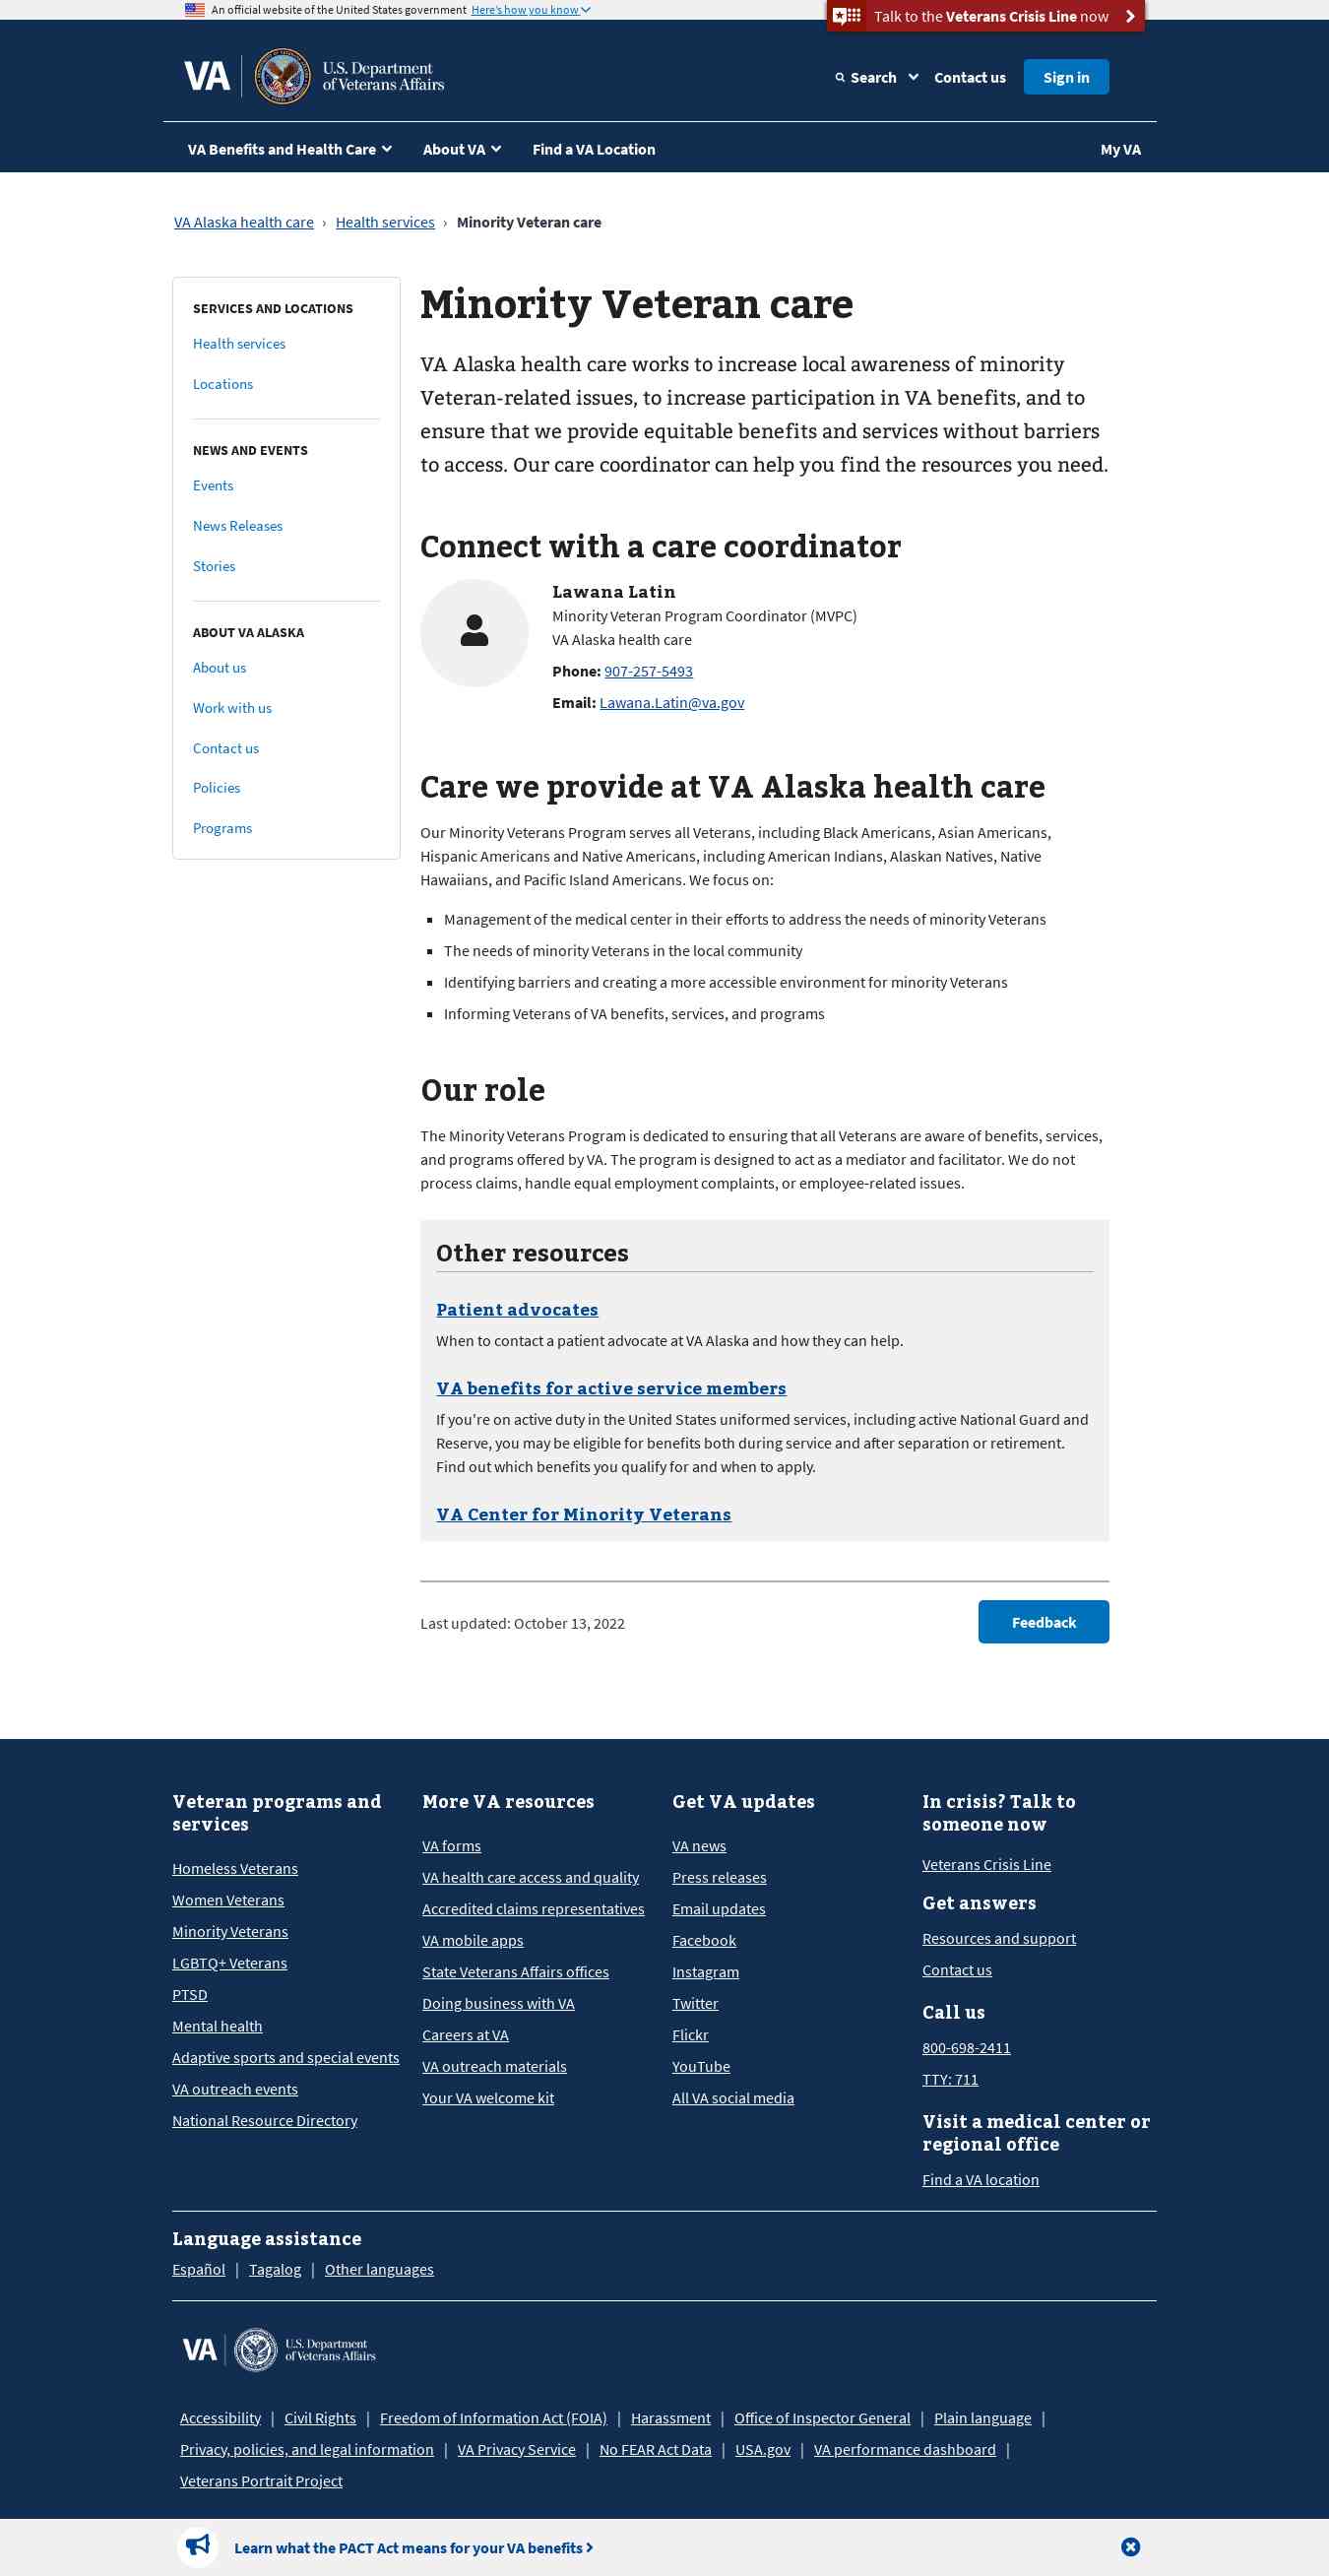 An official website of the United States government Here's how you know
Talk to the Veterans Crisis Line now
VA
U.S. Department
of Veterans Affairs
Search
Contact us
Sign in
VA Benefits and Health Care
About VA
Find a VA Location
My VA
VA Alaska health care › Health services › Minority Veteran care
SERVICES AND LOCATIONS
Health services
Locations
NEWS AND EVENTS
Events
News Releases
Stories
ABOUT VA ALASKA
About us
Work with us
Contact us
Policies
Programs
Minority Veteran care
VA Alaska health care works to increase local awareness of minority
Veteran-related issues, to increase participation in VA benefits, and to
ensure that we provide equitable benefits and services without barriers
to access. Our care coordinator can help you find the resources you need.
Connect with a care coordinator
Lawana Latin
Minority Veteran Program Coordinator (MVPC)
VA Alaska health care
Phone: 907-257-5493
Email: Lawana.Latin@va.gov
Care we provide at VA Alaska health care
Our Minority Veterans Program serves all Veterans, including Black Americans, Asian Americans,
Hispanic Americans and Native Americans, including American Indians, Alaskan Natives, Native
Hawaiians, and Pacific Island Americans. We focus on:
Management of the medical center in their efforts to address the needs of minority Veterans
The needs of minority Veterans in the local community
Identifying barriers and creating a more accessible environment for minority Veterans
Informing Veterans of VA benefits, services, and programs
Our role
The Minority Veterans Program is dedicated to ensuring that all Veterans are aware of benefits, services,
and programs offered by VA. The program is designed to act as a mediator and facilitator. We do not
process claims, handle equal employment complaints, or employee-related issues.
Other resources
Patient advocates
When to contact a patient advocate at VA Alaska and how they can help.
VA benefits for active service members
If you're on active duty in the United States uniformed services, including active National Guard and
Reserve, you may be eligible for benefits both during service and after separation or retirement.
Find out which benefits you qualify for and when to apply.
VA Center for Minority Veterans
Last updated: October 13, 2022
Feedback
Veteran programs and
services
Homeless Veterans
Women Veterans
Minority Veterans
LGBTQ+ Veterans
PTSD
Mental health
Adaptive sports and special events
VA outreach events
National Resource Directory
More VA resources
VA forms
VA health care access and quality
Accredited claims representatives
VA mobile apps
State Veterans Affairs offices
Doing business with VA
Careers at VA
VA outreach materials
Your VA welcome kit
Get VA updates
VA news
Press releases
Email updates
Facebook
Instagram
Twitter
Flickr
YouTube
All VA social media
In crisis? Talk to
someone now
Veterans Crisis Line
Get answers
Resources and support
Contact us
Call us
800-698-2411
TTY: 711
Visit a medical center or
regional office
Find a VA location
Language assistance
Español | Tagalog | Other languages
VA
U.S. Department
of Veterans Affairs
Accessibility | Civil Rights | Freedom of Information Act (FOIA) | Harassment | Office of Inspector General | Plain language |
Privacy, policies, and legal information | VA Privacy Service | No FEAR Act Data | USA.gov | VA performance dashboard |
Veterans Portrait Project
Learn what the PACT Act means for your VA benefits